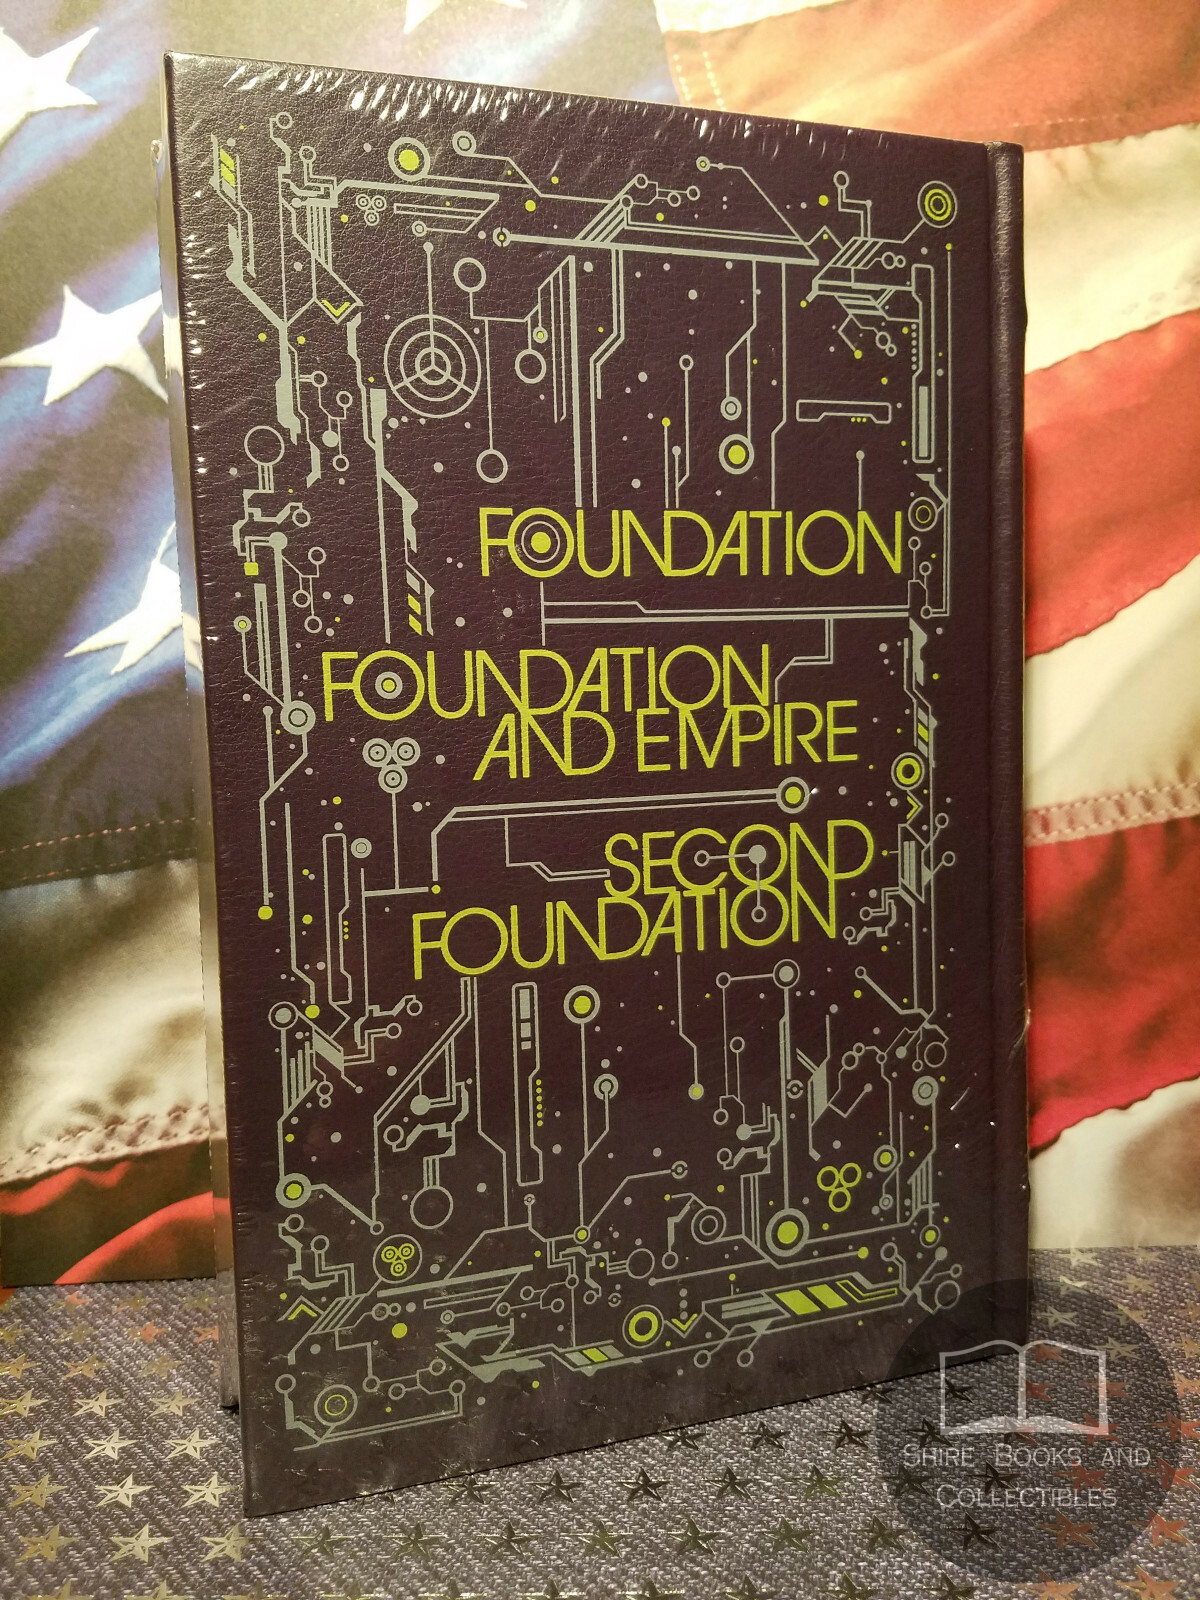 FOUNDATION
FOUNDATION
AND EMPIRE
SECOND
FOUNDATION
Shire Books and
Collectibles